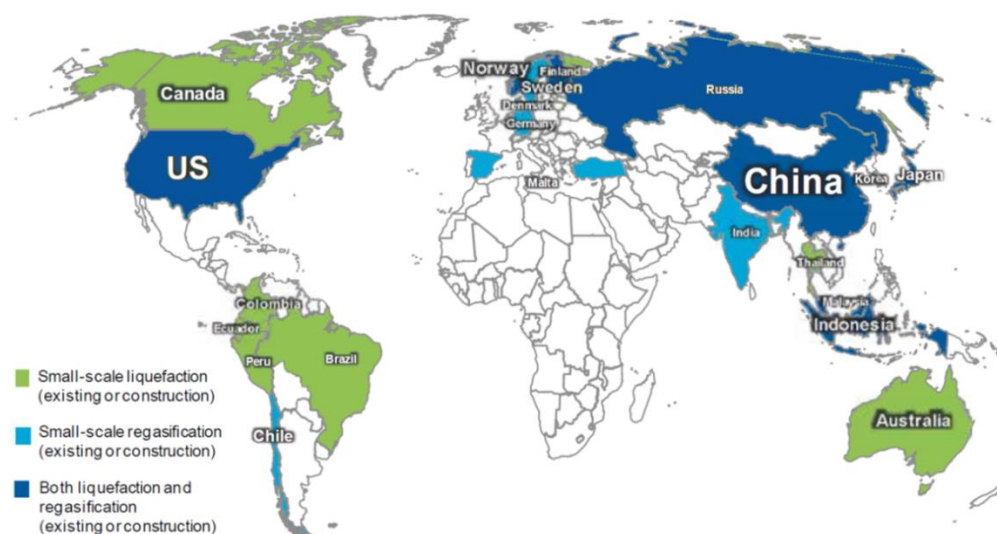 Norway
Finland
Sweden
Canada
Russia
Denmark
Germany
US
China
Korea
Japan
Malta
India
Thailand
Colombia
Malaysia
Ecuador
Indonesia
Peru
Brazil
Small-scale liquefaction
(existing or construction)
Australia
Small-scale regasification
(existing or construction)
Chile
Both liquefaction and
regasification
(existing or construction)